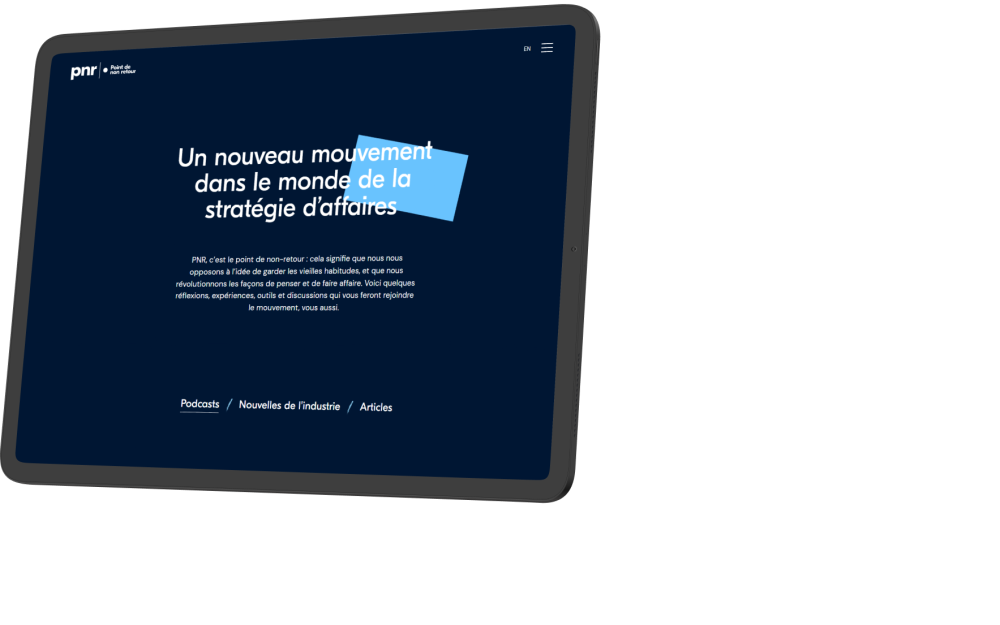 EN
pnr
Point de
non retour
Un nouveau mouvement
dans le monde de la
stratégie d'affaires
PNR, c'est le point de non-retour : cela signifie que nous nous
opposons à l'idée de garder les vieilles habitudes, et que nous
révolutionnons les façons de penser et de faire affaire. Voici quelques
réflexions, expériences, outils et discussions qui vous feront rejoindre
le mouvement, vous aussi.
Podcasts / Nouvelles de l'industrie / Articles